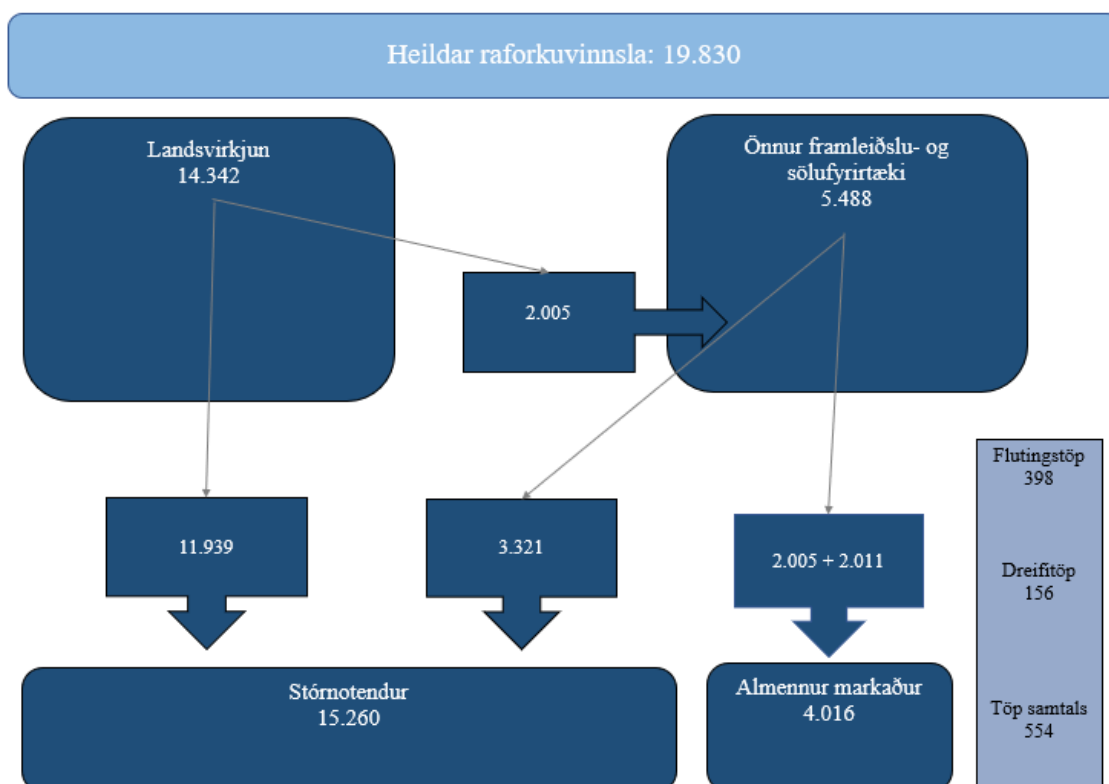 Heildar raforkuvinnsla: 19.830
Landsvirkjun
14.342
Önnur framleiðslu- og
sölufyrirtæki
5.488
2.005
11.939
3.321
2.005 + 2.011
Stórnotendur
15.260
Almennur markaður
4.016
Flutingstöp
398
Dreifitöp
156
Töp samtals
554